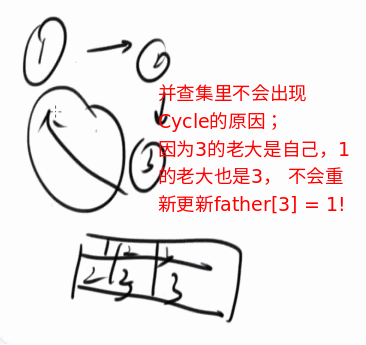 1
2
并查集里不会出现
Cycle的原因；
因为3的老大是自己，1
的老大也是3， 不会重
新更新father[3] = 1!
3
1 2 3
2 3 3